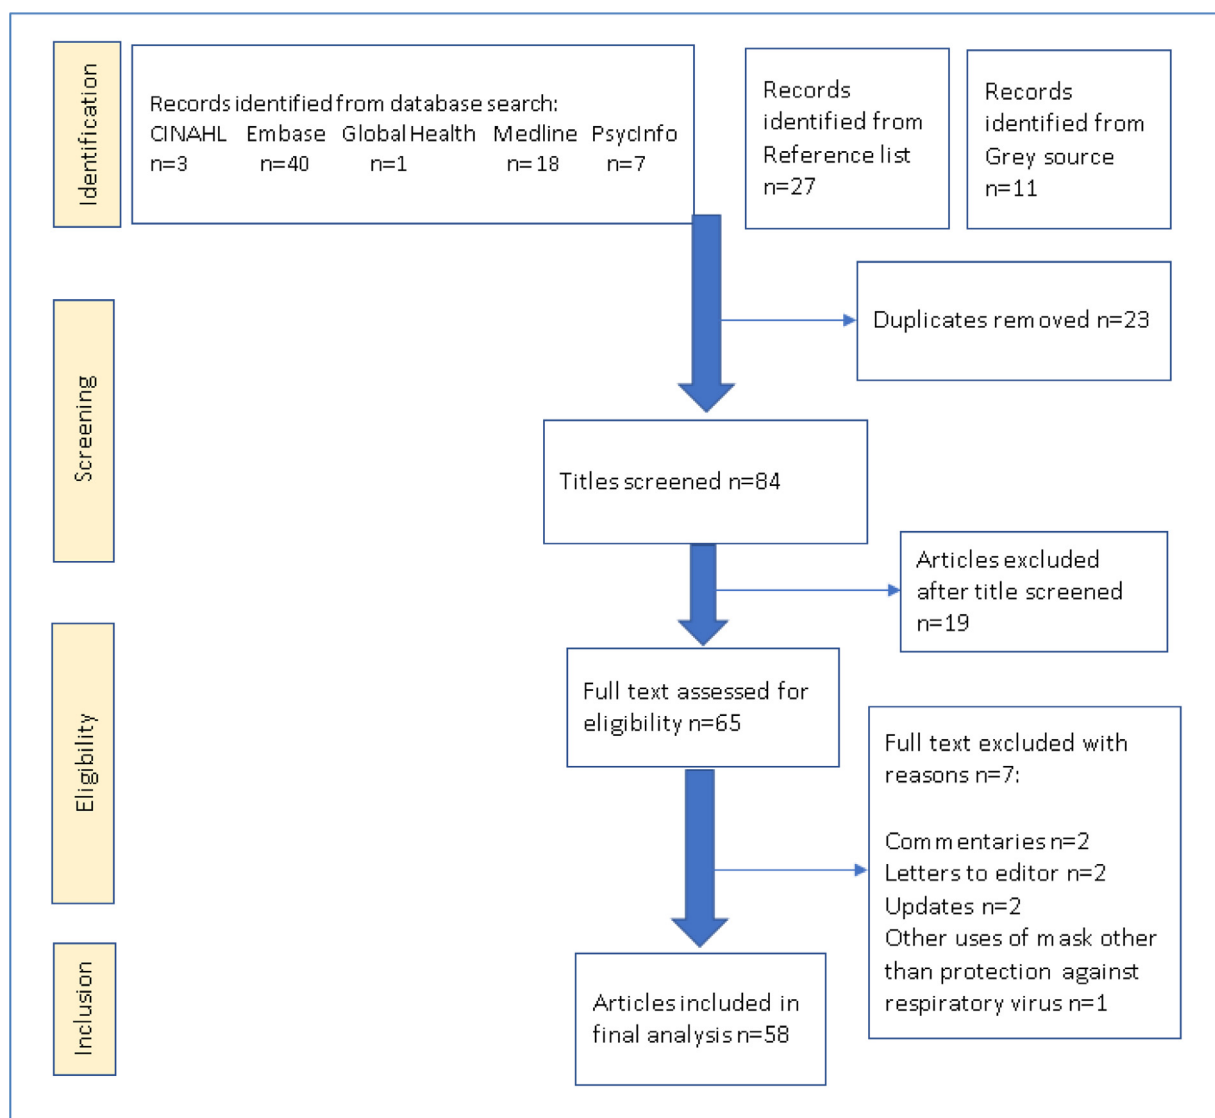 Identification
Records identified from database search:
CINAHL Embase Global Health Medline PsycInfo
n=3 n=40 n=1 n=18 n=7
Records
identified from
Reference list
n=27
Records
identified from
Grey source
n=11
Duplicates removed n=23
Screening
Titles screened n=84
Articles excluded
after title screened
n=19
Eligibility
Full text assessed for
eligibility n=65
Full text excluded with
reasons n=7:
Commentaries n=2
Letters to editor n=2
Updates n=2
Other uses of mask other
than protection against
respiratory virus n=1
Inclusion
Articles included in
final analysis n=58